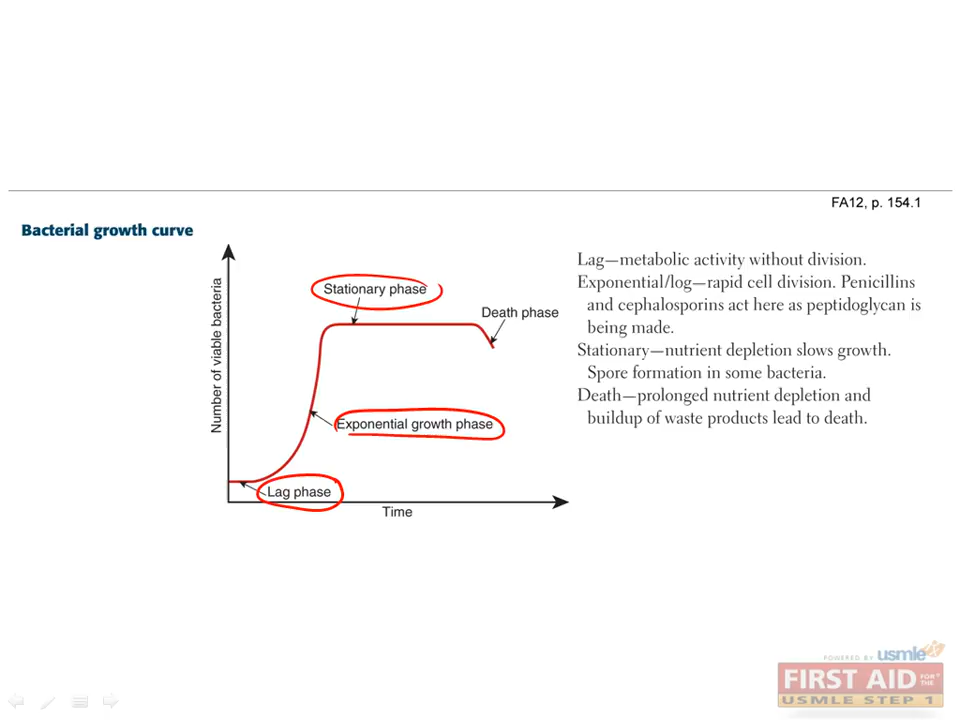 FA12, p. 154.1
Bacterial growth curve
Number of viable bacteria
Stationary phase
Death phase
Exponential growth phase
Lag phase
Time
Lag—metabolic activity without division.
Exponential/log—rapid cell division. Penicillins
and cephalosporins act here as peptidoglycan is
being made.
Stationary—nutrient depletion slows growth.
Spore formation in some bacteria.
Death—prolonged nutrient depletion and
buildup of waste products lead to death.
POWERED BY usmle
FIRST AID FOR THE
USMLE STEP 1